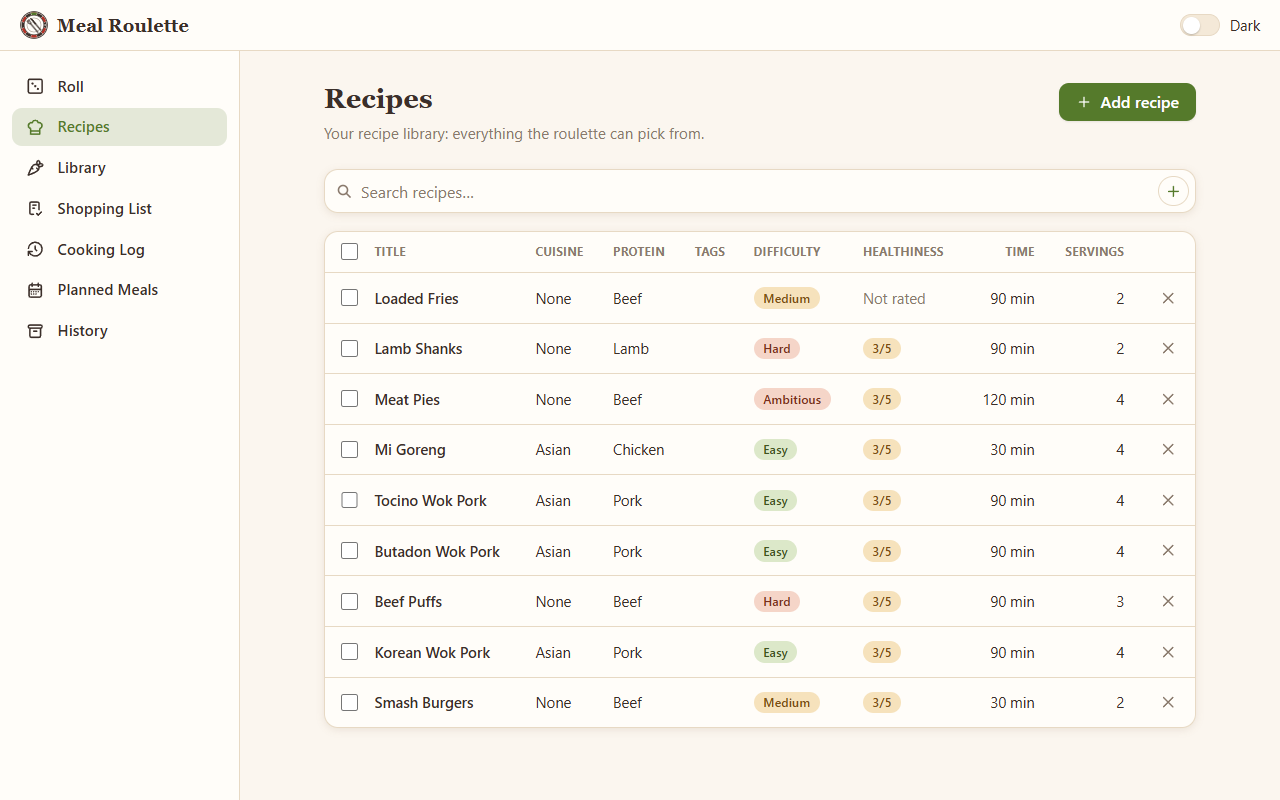 Meal Roulette
Dark
Roll
Recipes
Library
Shopping List
Cooking Log
Planned Meals
History
Recipes
Your recipe library: everything the roulette can pick from.
+ Add recipe
Search recipes...
TITLE CUISINE PROTEIN TAGS DIFFICULTY HEALTHINESS TIME SERVINGS
Loaded Fries None Beef Medium Not rated 90 min 2
Lamb Shanks None Lamb Hard 3/5 90 min 2
Meat Pies None Beef Ambitious 3/5 120 min 4
Mi Goreng Asian Chicken Easy 3/5 30 min 4
Tocino Wok Pork Asian Pork Easy 3/5 90 min 4
Butadon Wok Pork Asian Pork Easy 3/5 90 min 4
Beef Puffs None Beef Hard 3/5 90 min 3
Korean Wok Pork Asian Pork Easy 3/5 90 min 4
Smash Burgers None Beef Medium 3/5 30 min 2